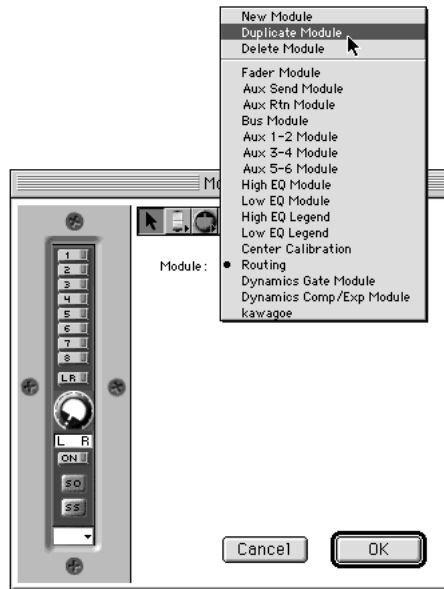 New Module
Duplicate Module
Delete Module
Fader Module
Aux Send Module
Aux Rtn Module
Bus Module
Aux 1-2 Module
Aux 3-4 Module
Aux 5-6 Module
High EQ Module
Low EQ Module
High EQ Legend
Low EQ Legend
Center Calibration
Routing
Dynamics Gate Module
Dynamics Comp/Exp Module
kawagoe
Mo
Module :
1
2
3
4
5
6
7
8
LR
L R
ON
SO
SS
Cancel OK